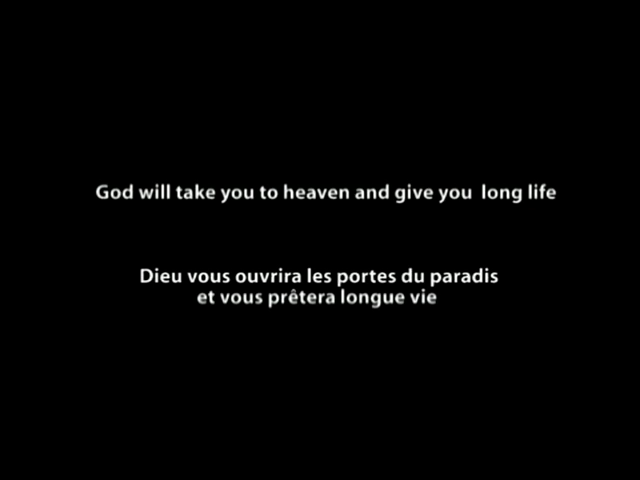 God will take you to heaven and give you  long life
Dieu vous ouvrira les portes du paradis
et vous prêtera longue vie